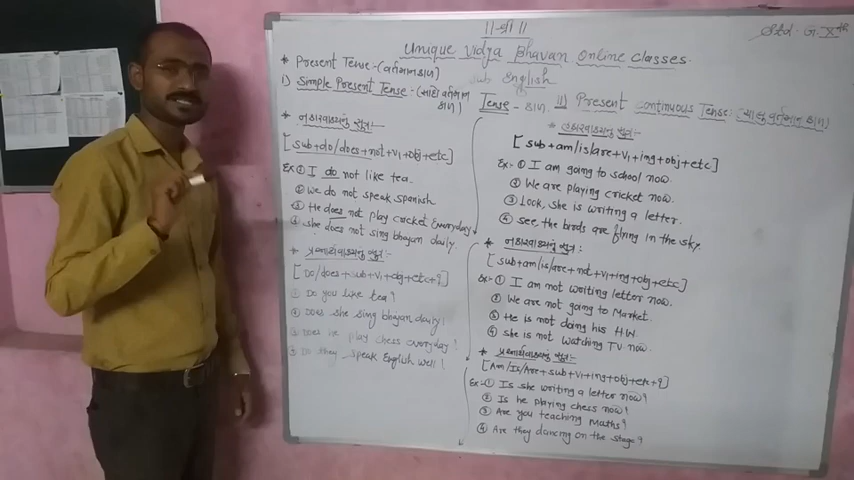 ॥ श्री ॥
Std. G. Xth
Unique Vidya Bhavan Online Classes.
Sub English
* Present Tense - (વર્તમાનકાળ)
Tense - કાળ
i) Simple Present Tense :- (સાદો વર્તમાન કાળ)
* નકારવાક્યનું સૂત્ર :-
[sub+do/does+not+v1+obj+etc]
Ex ① I do not like tea.
② We do not speak spanish
③ He does not play cricket Everyday
④ She does not sing bhajan daily.
* પ્રશ્નાર્થવાક્યનું સૂત્ર :-
[Do/does+sub+v1+obj+etc+?]
① Do you like tea?
② Does she sing bhajan daily?
③ Does he play chess everyday?
Do they speak English well?
ii) Present continuous Tense: (ચાલુ વર્તમાન કાળ)
* હકારવાક્યનું સૂત્ર :-
[sub+am/is/are+v1+ing+obj+etc]
Ex:- ① I am going to school now.
② We are playing cricket now.
③ Look, she is writing a letter.
④ see, the birds are flying in the sky.
* નકારવાક્યનું સૂત્ર :
[sub+am/is/are+not+v1+ing+obj+etc]
Ex:- ① I am not writing letter now.
② We are not going to Market.
③ He is not doing his H.W.
④ she is not watching TV now.
* પ્રશ્નાર્થવાક્યનું સૂત્ર :-
[Am/Is/Are+sub+v1+ing+obj+etc+?]
Ex:- ① Is she writing a letter now?
② Is he playing chess now?
③ Are you teaching Maths?
④ Are they dancing on the stage?